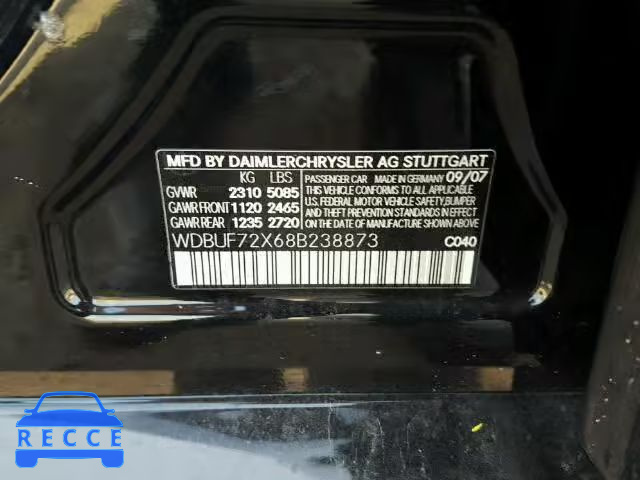 MFD BY DAIMLERCHRYSLER AG STUTTGART
KG LBS
GVWR 2310 5085
GAWR FRONT 1120 2465
GAWR REAR 1235 2720
PASSENGER CAR MADE IN GERMANY 09/07
THIS VEHICLE CONFORMS TO ALL APPLICABLE
U.S. FEDERAL MOTOR VEHICLE SAFETY,BUMPER,
AND THEFT PREVENTION STANDARDS IN EFFECT
ON THE DATE OF MANUFACTURE SHOWN ABOVE.
WDBUF72X68B238873 C040
RECCE